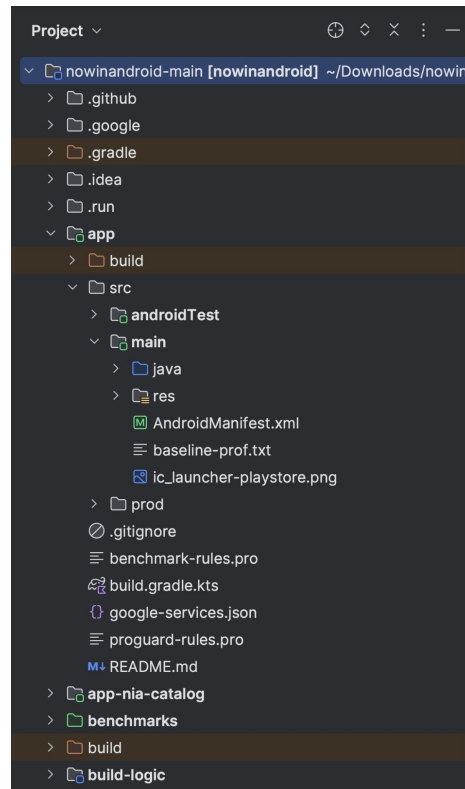 Project
nowinandroid-main [nowinandroid] ~/Downloads/nowin
.github
.google
.gradle
.idea
.run
app
build
src
androidTest
main
java
res
M AndroidManifest.xml
baseline-prof.txt
ic_launcher-playstore.png
prod
.gitignore
benchmark-rules.pro
build.gradle.kts
{} google-services.json
proguard-rules.pro
M↓ README.md
app-nia-catalog
benchmarks
build
build-logic